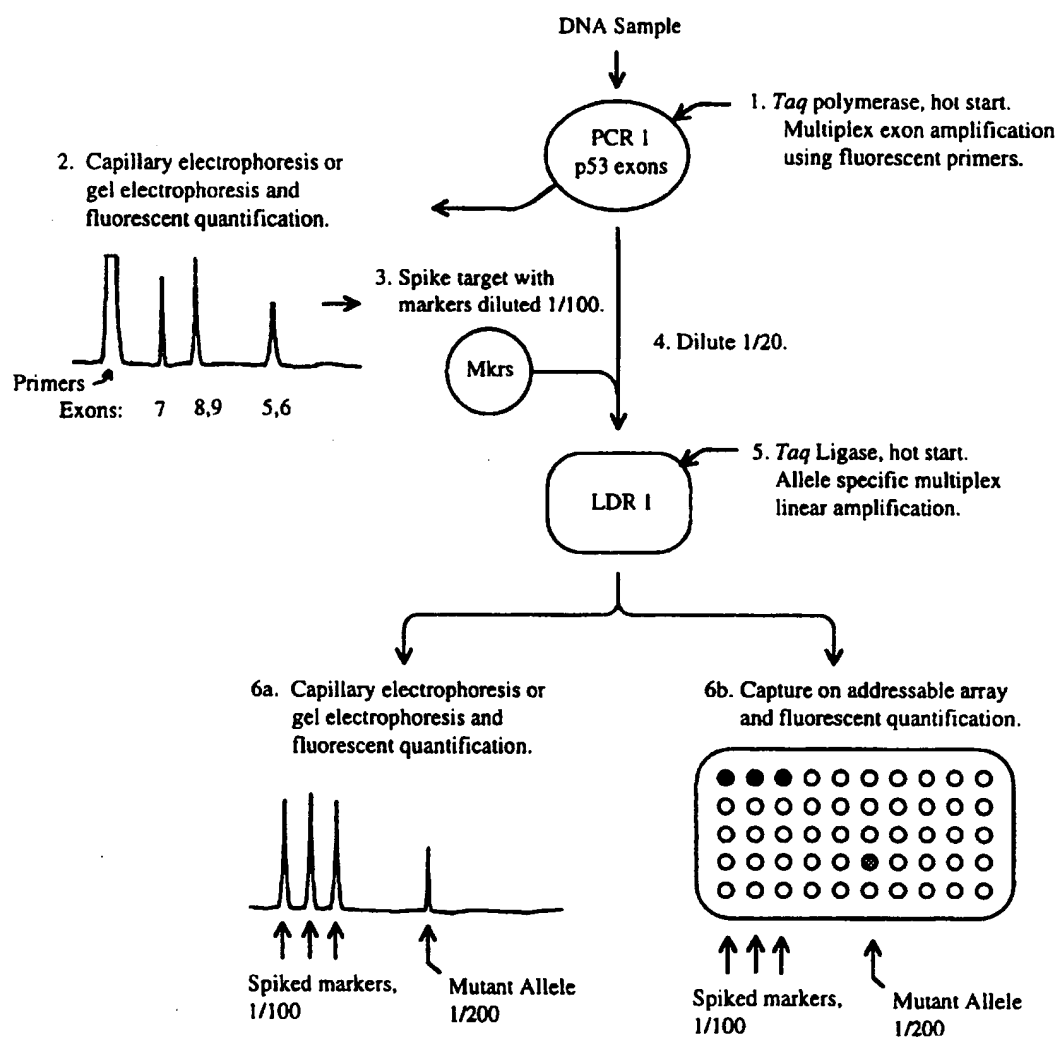 DNA Sample
PCR 1
p53 exons
1. Taq polymerase, hot start.
Multiplex exon amplification
using fluorescent primers.
2. Capillary electrophoresis or
gel electrophoresis and
fluorescent quantification.
3. Spike target with
markers diluted 1/100.
4. Dilute 1/20.
Mkrs
Primers
Exons: 7 8,9 5,6
5. Taq Ligase, hot start.
Allele specific multiplex
linear amplification.
LDR 1
6a. Capillary electrophoresis or
gel electrophoresis and
fluorescent quantification.
Spiked markers,
1/100
Mutant Allele
1/200
6b. Capture on addressable array
and fluorescent quantification.
Spiked markers,
1/100
Mutant Allele
1/200